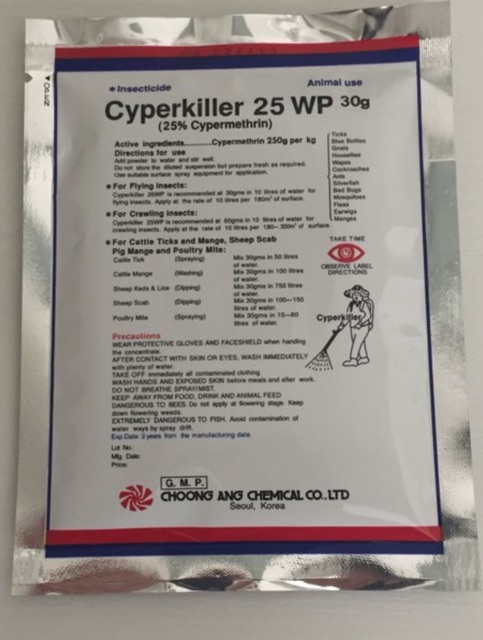 *Insecticide
Animal use
Cyperkiller 25 WP 30g
(25% Cypermethrin)
Active ingredients..........Cypermethrin 250g per kg
Directions for use
Add powder to water and stir well.
Do not store the diluted suspension but prepare fresh as required.
Use suitable surface spray equipment for application.
* For Flying Insects:
Cyperkiller 25WP is recommended at 30gms in 10 litres of water for
flying insects. Apply at the rate of 10 litres per 180m² of surface.
* For Crawling insects:
Cyperkiller 25WP is recommended at 60gms in 10 litres of water for
crawling insects. Apply at the rate of 10 litres per 180–300m² of surface.
Ticks
Blue Bottles
Gnats
Houseflies
Wapes
Cockroaches
Ants
Silverfish
Bed Bugs
Mosquitoes
Fleas
Earwigs
Manges
* For Cattle Ticks and Mange, Sheep Scab
Pig Mange and Poultry Mite:
Cattle Tick (Spraying) Mix 30gms in 50 litres
of water.
Cattle Mange (Washing) Mix 30gms in 100 litres
of water.
Sheep Keds & Lice (Dipping) Mix 30gms in 750 litres
of water.
Sheep Scab (Dipping) Mix 30gms in 100–150
litres of water.
Poultry Mite (Spraying) Mix 30gms in 15–60
litres of water.
TAKE TIME
OBSERVE LABEL
DIRECTIONS
Cyperkiller
Precautions
WEAR PROTECTIVE GLOVES AND FACESHIELD when handing
the concentrate.
AFTER CONTACT WITH SKIN OR EYES, WASH IMMEDIATELY
with plenty of water.
TAKE OFF immediately all contaminated clothing
WASH HANDS AND EXPOSED SKIN before meals and after work.
DO NOT BREATHE SPRAY/MIST.
KEEP AWAY FROM FOOD, DRINK AND ANIMAL FEED
DANGEROUS TO BEES. Do not apply at flowering stage. Keep
down flowering weeds.
EXTREMELY DANGEROUS TO FISH. Avoid contamination of
water ways by spray drift.
Exp.Date: 2 years from the manufacturing date.
Lot No.:
Mfg. Date:
Price:
G. M. P.
CHOONG ANG CHEMICAL CO., LTD
Seoul, Korea